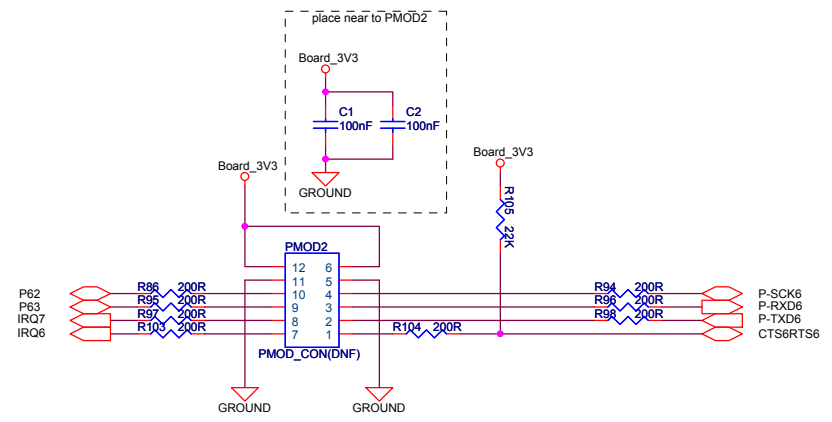 place near to PMOD2
Board_3V3
C1
100nF
C2
100nF
GROUND
Board_3V3
Board_3V3
R105
22K
PMOD2
12 6
11 5
10 4
9 3
8 2
7 1
PMOD_CON(DNF)
P62 R86 200R
P63 R95 200R
IRQ7 R97 200R
IRQ6 R103 200R
R94 200R P-SCK6
R96 200R P-RXD6
R98 200R P-TXD6
R104 200R CTS6RTS6
GROUND GROUND